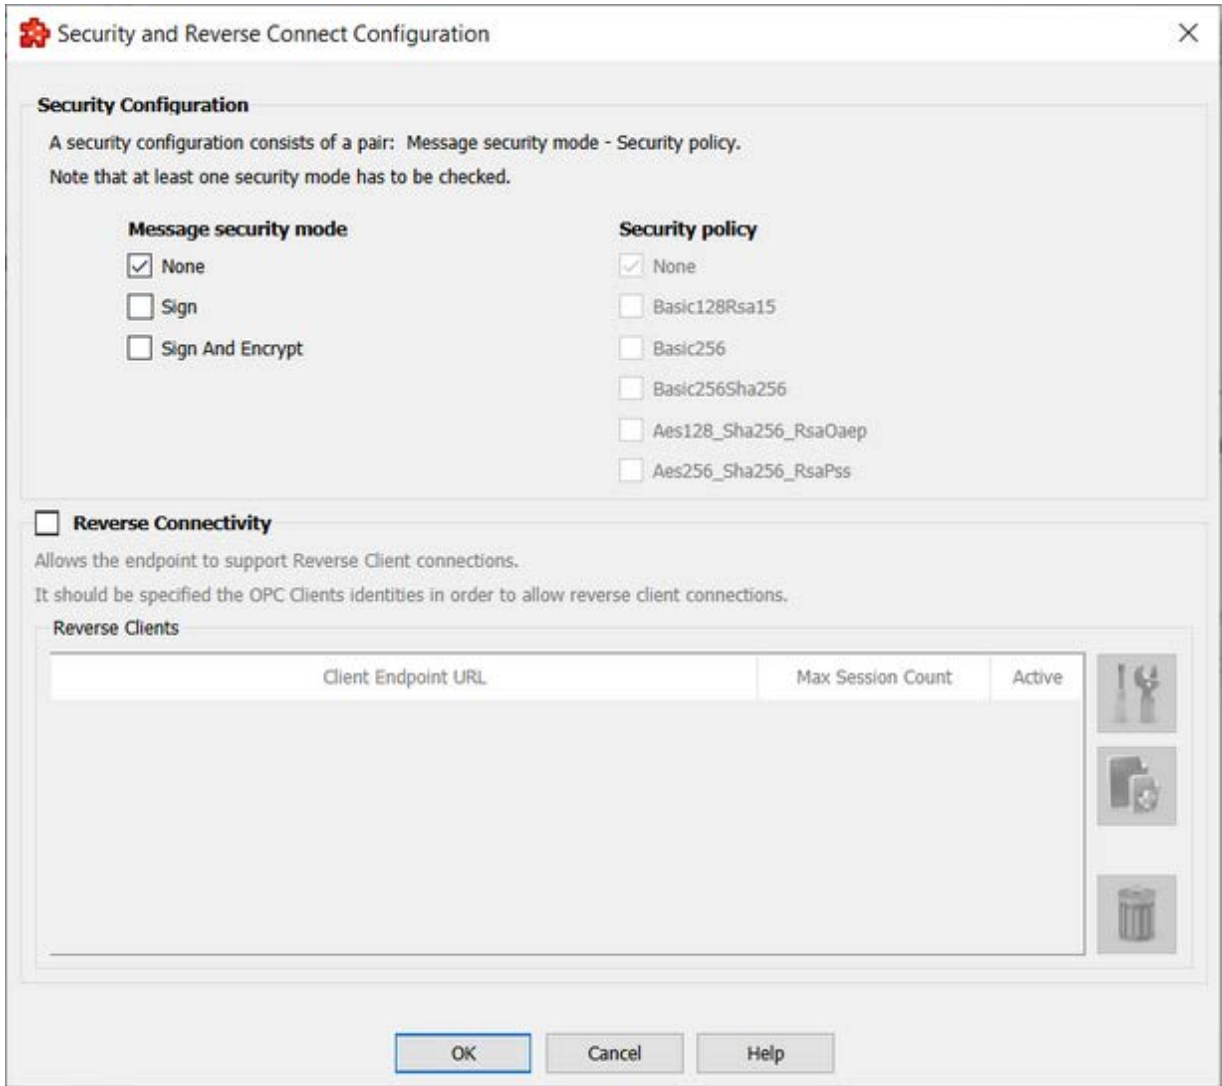 Security and Reverse Connect Configuration
Security Configuration
A security configuration consists of a pair: Message security mode - Security policy.
Note that at least one security mode has to be checked.
Message security mode
None
Sign
Sign And Encrypt
Security policy
None
Basic128Rsa15
Basic256
Basic256Sha256
Aes128_Sha256_RsaOaep
Aes256_Sha256_RsaPss
Reverse Connectivity
Allows the endpoint to support Reverse Client connections.
It should be specified the OPC Clients identities in order to allow reverse client connections.
Reverse Clients
Client Endpoint URL Max Session Count Active
OK Cancel Help